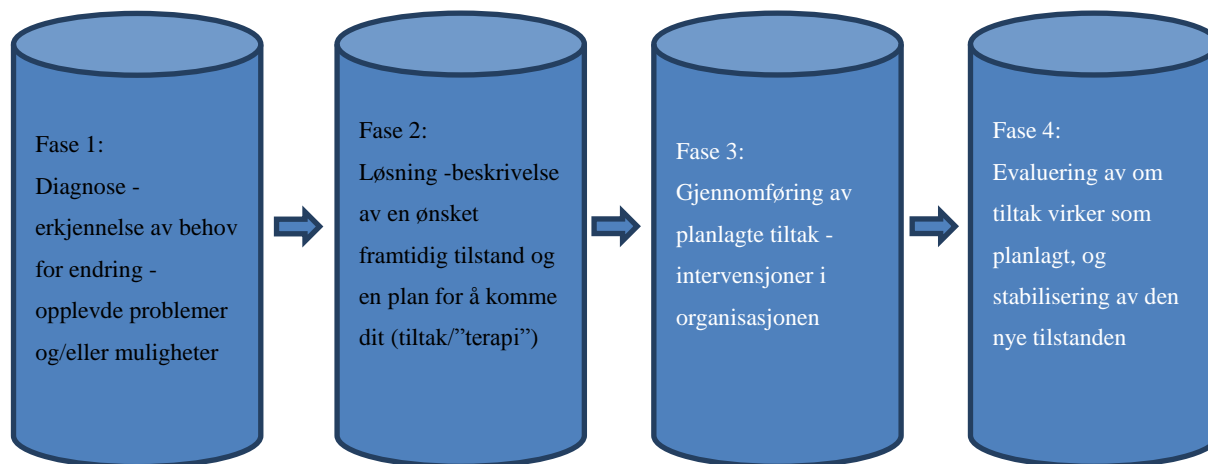 Fase 1:
Diagnose -
erkjennelse av behov
for endring -
opplevde problemer
og/eller muligheter
Fase 2:
Løsning -beskrivelse
av en ønsket
framtidig tilstand og
en plan for å komme
dit (tiltak/”terapi”)
Fase 3:
Gjennomføring av
planlagte tiltak -
intervensjoner i
organisasjonen
Fase 4:
Evaluering av om
tiltak virker som
planlagt, og
stabilisering av den
nye tilstanden